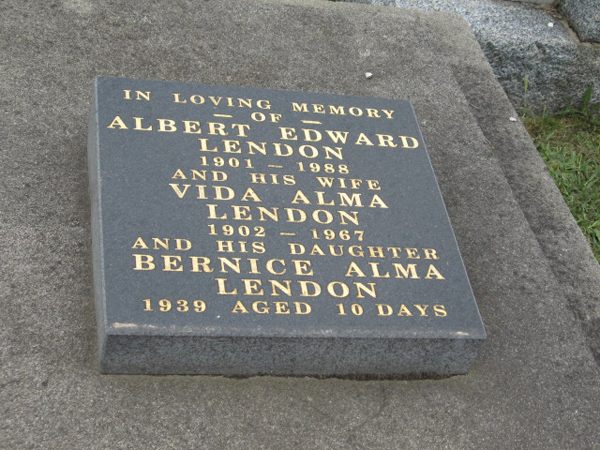 IN LOVING MEMORY
— OF —
ALBERT EDWARD
LENDON
1901 – 1988
AND HIS WIFE
VIDA ALMA
LENDON
1902 – 1967
AND HIS DAUGHTER
BERNICE ALMA
LENDON
1939 AGED 10 DAYS